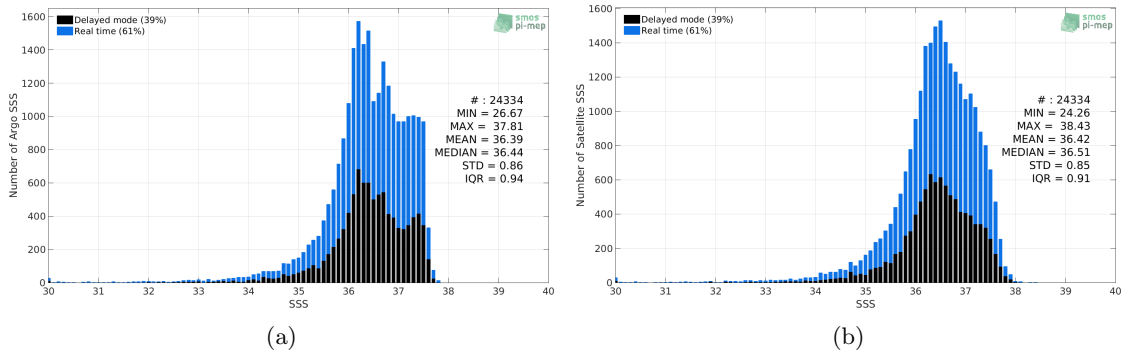 Delayed mode (39%)
Real time (61%)
smos
pi-mep
Number of Argo SSS
1600
1400
1200
1000
800
600
400
200
0
# : 24334
MIN = 26.67
MAX = 37.81
MEAN = 36.39
MEDIAN = 36.44
STD = 0.86
IQR = 0.94
30 31 32 33 34 35 36 37 38 39 40
SSS
(a)
Delayed mode (39%)
Real time (61%)
smos
pi-mep
Number of Satellite SSS
1600
1400
1200
1000
800
600
400
200
0
# : 24334
MIN = 24.26
MAX = 38.43
MEAN = 36.42
MEDIAN = 36.51
STD = 0.85
IQR = 0.91
30 31 32 33 34 35 36 37 38 39 40
SSS
(b)